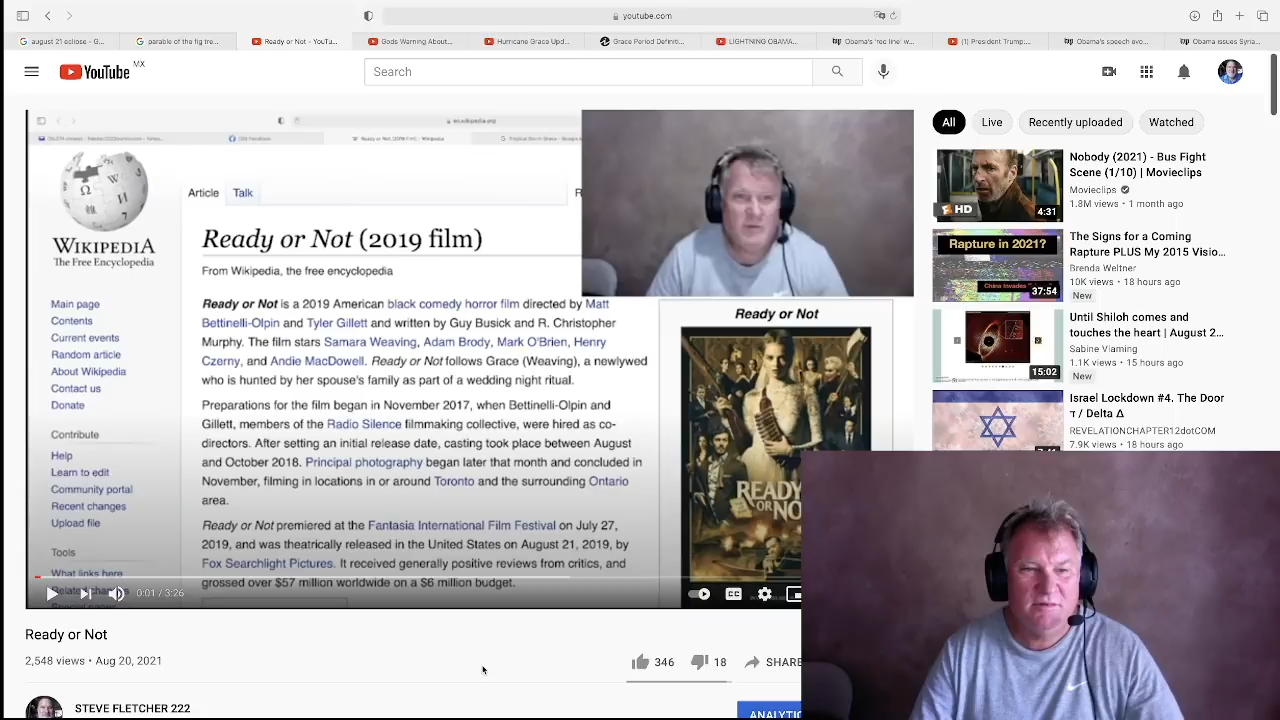 youtube.com
august 21 eclipse - G...
parable of the fig tre...
Ready or Not - YouTu...
Gods Warning About...
Hurricane Grace Upd...
Grace Period Definiti...
LIGHTNING OBAMA...
Obama's 'red line' w...
(1) President Trump:...
Obama's speech evo...
Obama issues Syria...
YouTube MX
Search
All
Live
Recently uploaded
Watched
en.wikipedia.org
Ready or Not (2019 film) - Wikipedia
WIKIPEDIA
The Free Encyclopedia
Main page
Contents
Current events
Random article
About Wikipedia
Contact us
Donate
Contribute
Help
Learn to edit
Community portal
Recent changes
Upload file
Tools
What links here
Article
Talk
R
Ready or Not (2019 film)
From Wikipedia, the free encyclopedia
Ready or Not is a 2019 American black comedy horror film directed by Matt
Bettinelli-Olpin and Tyler Gillett and written by Guy Busick and R. Christopher
Murphy. The film stars Samara Weaving, Adam Brody, Mark O'Brien, Henry
Czerny, and Andie MacDowell. Ready or Not follows Grace (Weaving), a newlywed
who is hunted by her spouse's family as part of a wedding night ritual.
Preparations for the film began in November 2017, when Bettinelli-Olpin and
Gillett, members of the Radio Silence filmmaking collective, were hired as co-
directors. After setting an initial release date, casting took place between August
and October 2018. Principal photography began later that month and concluded in
November, filming in locations in or around Toronto and the surrounding Ontario
area.
Ready or Not premiered at the Fantasia International Film Festival on July 27,
2019, and was theatrically released in the United States on August 21, 2019, by
Fox Searchlight Pictures. It received generally positive reviews from critics, and
grossed over $57 million worldwide on a $6 million budget.
Ready or Not
READY
0:01 / 3:26
CC
Ready or Not
2,548 views • Aug 20, 2021
346
18
SHARE
STEVE FLETCHER 222
ANALYTIC
HD
4:31
Nobody (2021) - Bus Fight
Scene (1/10) | Movieclips
Movieclips
1.8M views • 1 month ago
Rapture in 2021?
China Invades
37:54
The Signs for a Coming
Rapture PLUS My 2015 Visio...
Brenda Weltner
10K views • 18 hours ago
New
15:02
Until Shiloh comes and
touches the heart | August 2...
Sabine Vlaming
1.1K views • 15 hours ago
New
Israel Lockdown #4. The Door
π / Delta Δ
REVELATIONCHAPTER12dotCOM
7.9K views • 18 hours ago